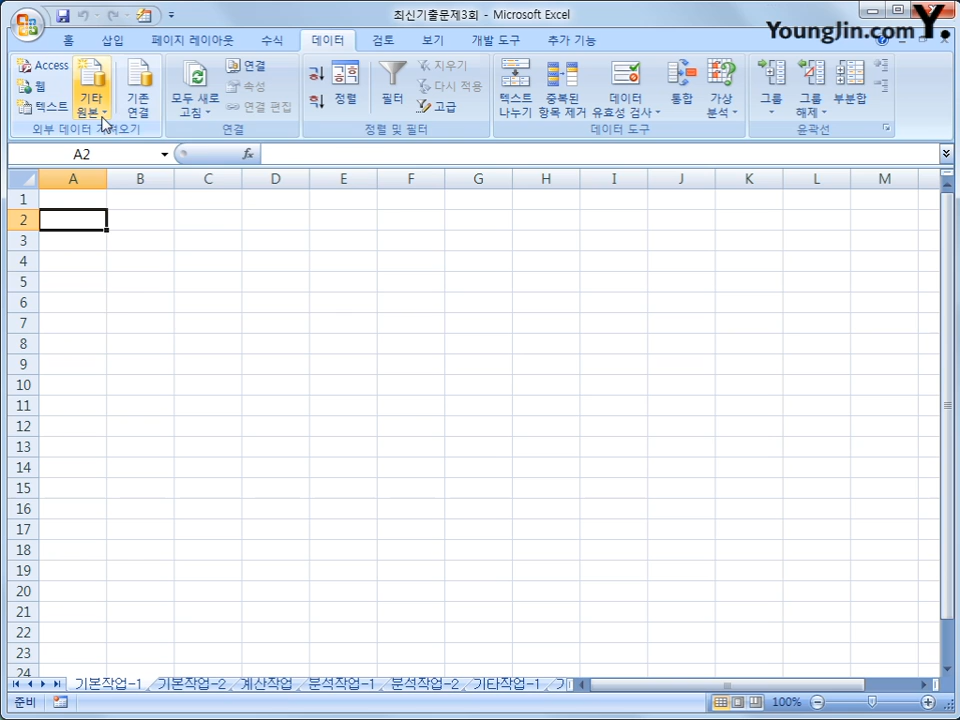 최신기출문제3회 - Microsoft Excel
YoungJin.com Y.
홈 삽입 페이지 레이아웃 수식 데이터 검토 보기 개발 도구 추가 기능
Access
웹
텍스트
기타
원본
기존
연결
외부 데이터 가져오기
모두 새로
고침
연결
속성
연결 편집
연결
정렬
필터
지우기
다시 적용
고급
정렬 및 필터
텍스트
나누기
중복된
항목 제거
데이터
유효성 검사
통합
가상
분석
데이터 도구
그룹
그룹
해제
부분합
윤곽선
A2 fx
A B C D E F G H I J K L M
1
2
3
4
5
6
7
8
9
10
11
12
13
14
15
16
17
18
19
20
21
22
23
24
기본작업-1 기본작업-2 계산작업 분석작업-1 분석작업-2 기타작업-1
준비 100%